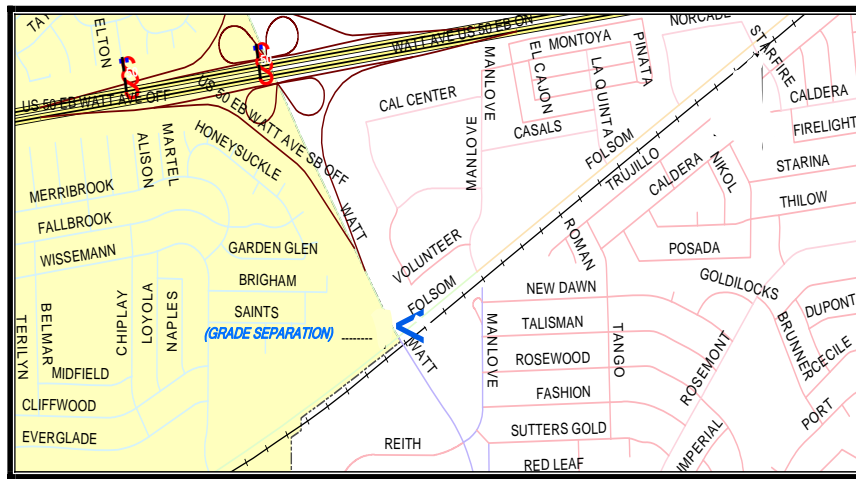 TA
ELTON
WATT AVE US 50 EB ON
NORCADE
STARFIRE
MONTOYA
PINATA
EL CAJON
LA QUINTA
MANLOVE
CAL CENTER
CASALS
US 50 EB WATT AVE OFF
US 50 EB WATT AVE SB OFF
CALDERA
FIRELIGHT
FOLSOM
TRUJILLO
CALDERA
NIKOL
STARINA
THILOW
HONEYSUCKLE
MARTEL
ALISON
MANLOVE
MERRIBROOK
FALLBROOK
WISSEMANN
WATT
GARDEN GLEN
VOLUNTEER
ROMAN
POSADA
BRIGHAM
FOLSOM
NEW DAWN
GOLDILOCKS
SAINTS
(GRADE SEPARATION)
TALISMAN
DUPONT
TERILYN
BELMAR
CHIPLAY
LOYOLA
NAPLES
WATT
MANLOVE
ROSEWOOD
TANGO
ROSEMONT
BRUNNER
CECILE
MIDFIELD
FASHION
CLIFFWOOD
PORT
EVERGLADE
REITH
SUTTERS GOLD
IMPERIAL
RED LEAF